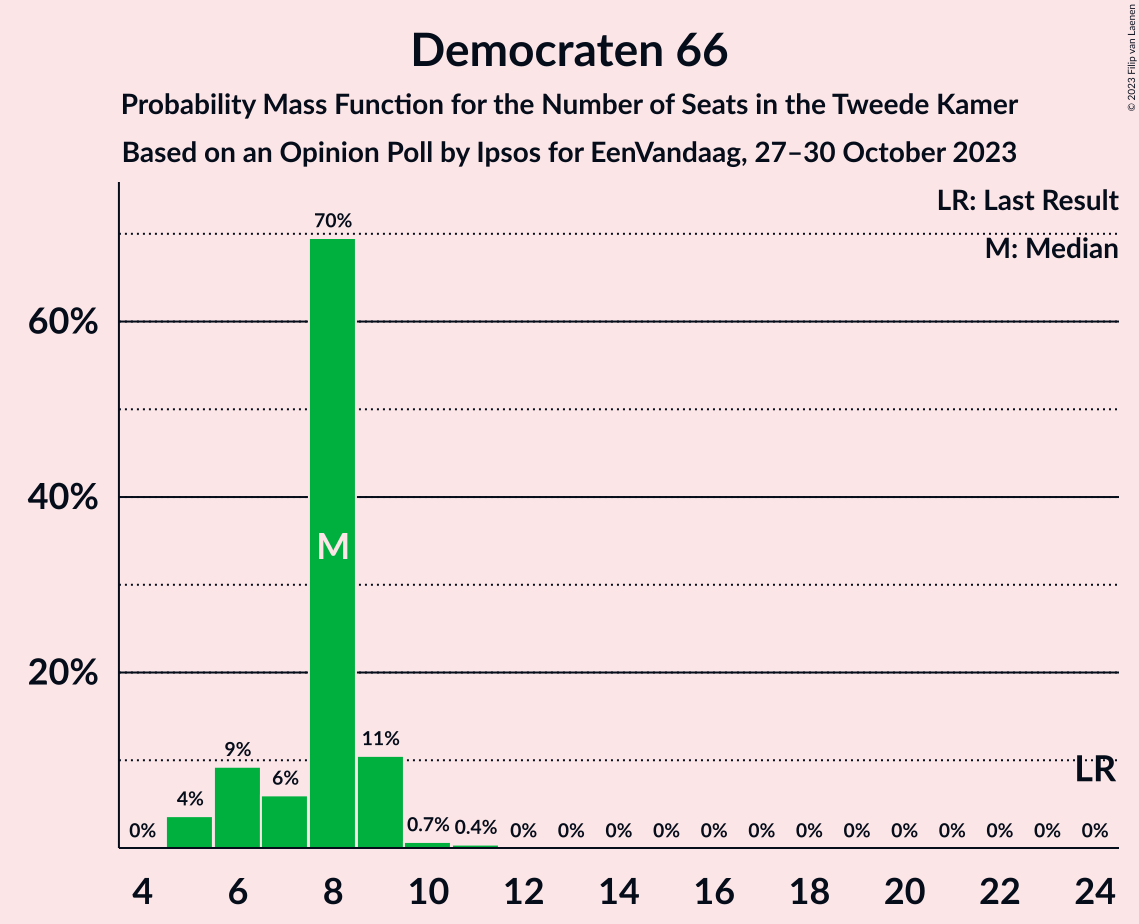 Democraten 66
Probability Mass Function for the Number of Seats in the Tweede Kamer
Based on an Opinion Poll by Ipsos for EenVandaag, 27–30 October 2023
© 2023 Filip van Laenen
LR: Last Result
M: Median
70%
60%
40%
M
20%
11%
9%
6%
4%
LR
0% 0.7% 0.4% 0% 0% 0% 0% 0% 0% 0% 0% 0% 0% 0% 0% 0%
4 6 8 10 12 14 16 18 20 22 24